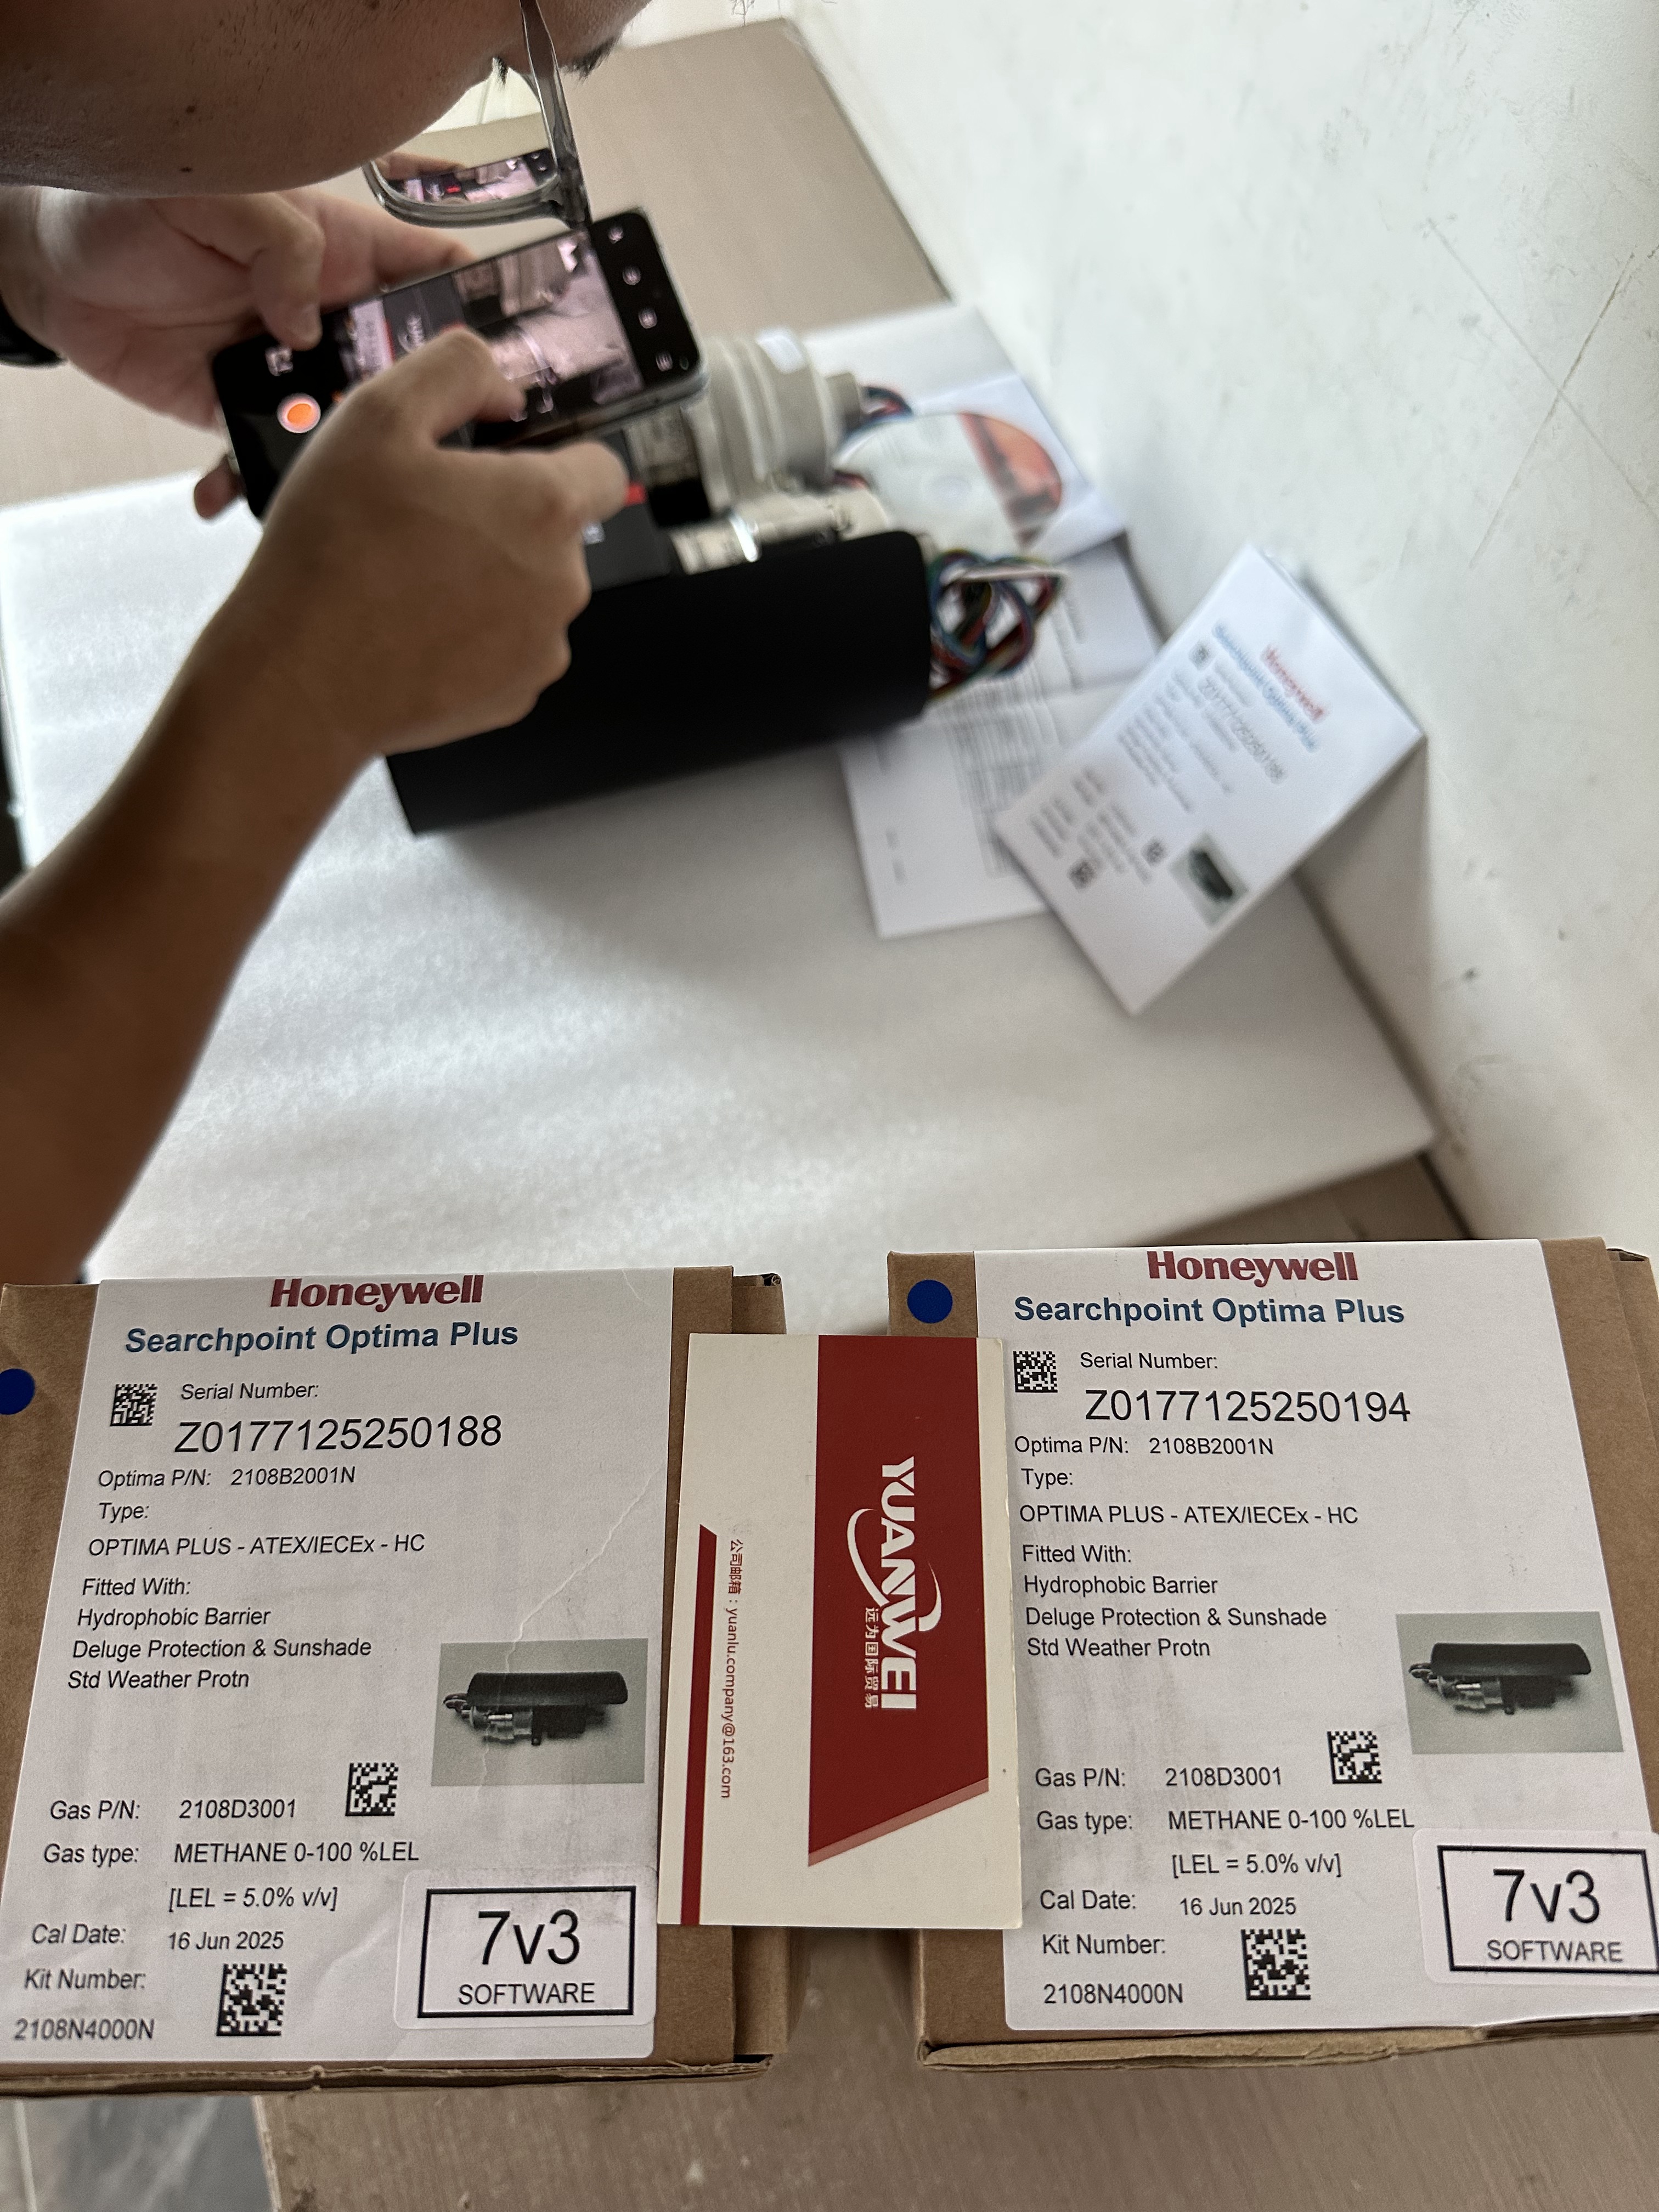 Honeywell
Searchpoint Optima Plus
Honeywell
Searchpoint Optima Plus
Serial Number:
Z0177125250188
Optima P/N: 2108B2001N
Type:
OPTIMA PLUS - ATEX/IECEx - HC
Fitted With:
Hydrophobic Barrier
Deluge Protection & Sunshade
Std Weather Protn
Gas P/N: 2108D3001
Gas type: METHANE 0-100 %LEL
[LEL = 5.0% v/v]
Cal Date: 16 Jun 2025
Kit Number:
2108N4000N
7v3
SOFTWARE
YUANWEI
远为国际贸易
公司邮箱：yuanlu.company@163.com
Honeywell
Searchpoint Optima Plus
Serial Number:
Z0177125250194
Optima P/N: 2108B2001N
Type:
OPTIMA PLUS - ATEX/IECEx - HC
Fitted With:
Hydrophobic Barrier
Deluge Protection & Sunshade
Std Weather Protn
Gas P/N: 2108D3001
Gas type: METHANE 0-100 %LEL
[LEL = 5.0% v/v]
Cal Date: 16 Jun 2025
Kit Number:
2108N4000N
7v3
SOFTWARE